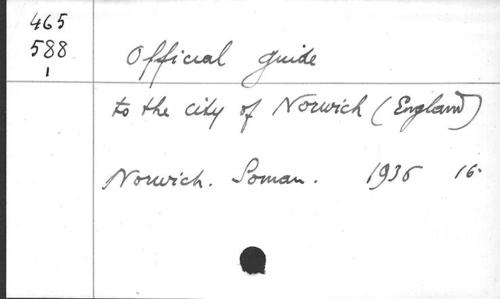 465
588
1
Official guide
to the city of Norwich (England)
Norwich. Soman. 1936 16.